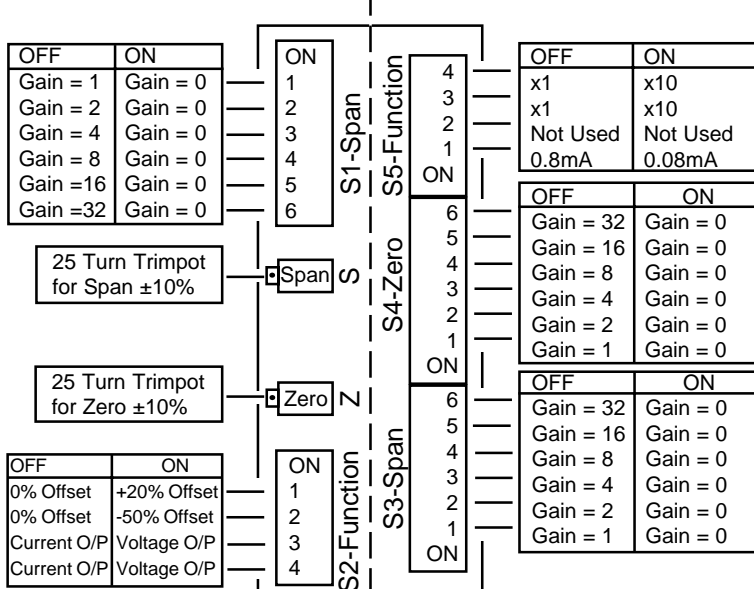 OFF ON
Gain = 1 Gain = 0
Gain = 2 Gain = 0
Gain = 4 Gain = 0
Gain = 8 Gain = 0
Gain =16 Gain = 0
Gain =32 Gain = 0
ON
1
2
3
4
5
6
S1-Span
25 Turn Trimpot
for Span ±10%
Span
S
25 Turn Trimpot
for Zero ±10%
Zero
Z
OFF ON
0% Offset +20% Offset
0% Offset -50% Offset
Current O/P Voltage O/P
Current O/P Voltage O/P
ON
1
2
3
4
S2-Function
S5-Function
4
3
2
1
ON
OFF ON
x1 x10
x1 x10
Not Used Not Used
0.8mA 0.08mA
S4-Zero
6
5
4
3
2
1
ON
OFF ON
Gain = 32 Gain = 0
Gain = 16 Gain = 0
Gain = 8 Gain = 0
Gain = 4 Gain = 0
Gain = 2 Gain = 0
Gain = 1 Gain = 0
S3-Span
6
5
4
3
2
1
ON
OFF ON
Gain = 32 Gain = 0
Gain = 16 Gain = 0
Gain = 8 Gain = 0
Gain = 4 Gain = 0
Gain = 2 Gain = 0
Gain = 1 Gain = 0